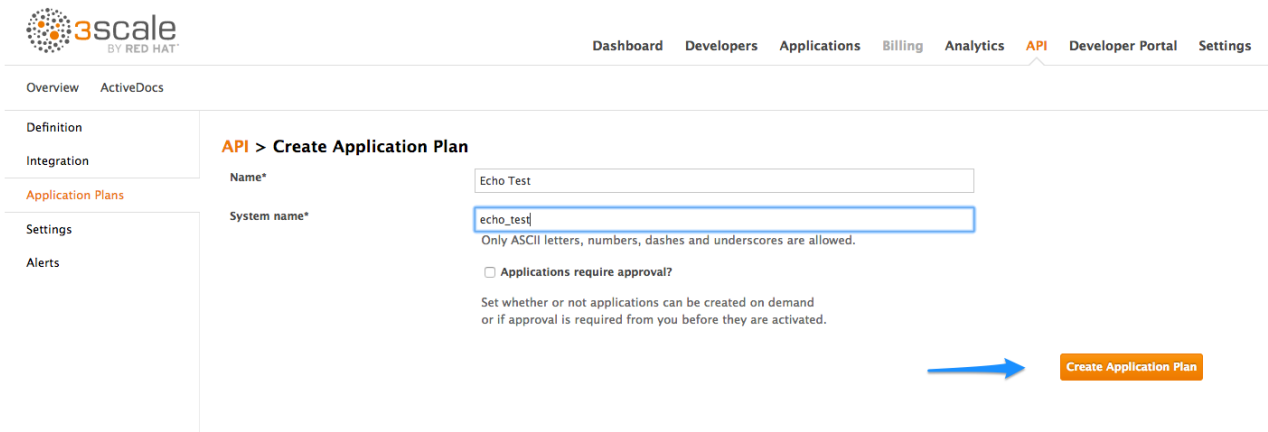 3scale
BY RED HAT
Dashboard Developers Applications Billing Analytics API Developer Portal Settings
Overview ActiveDocs
Definition
Integration
Application Plans
Settings
Alerts
API > Create Application Plan
Name* Echo Test
System name* echo_test
Only ASCII letters, numbers, dashes and underscores are allowed.
Applications require approval?
Set whether or not applications can be created on demand
or if approval is required from you before they are activated.
Create Application Plan